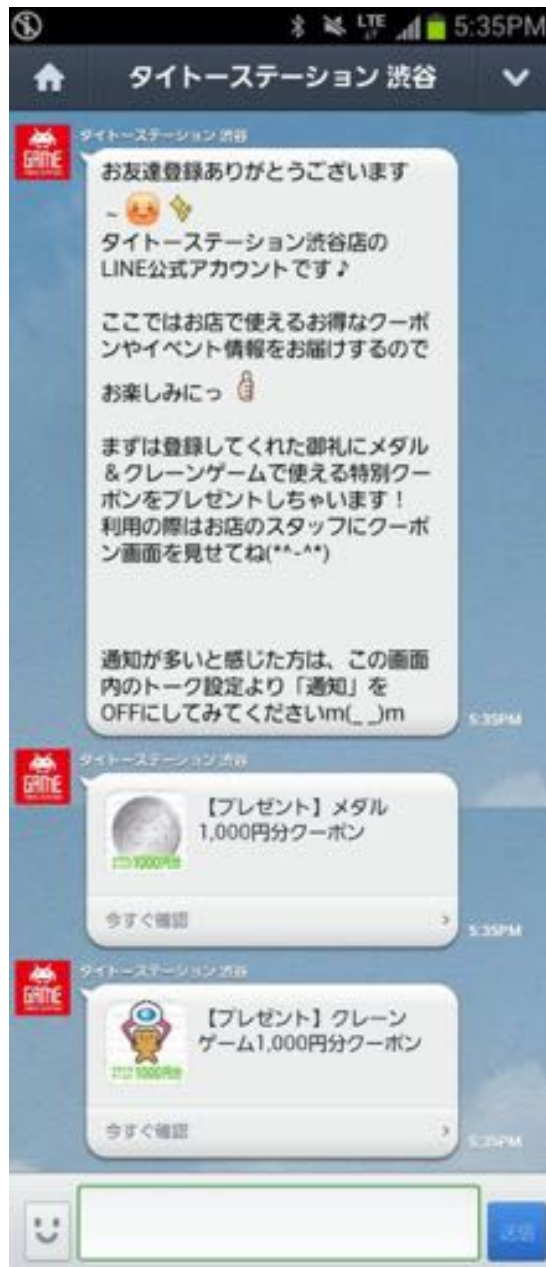 LTE
5:35PM
タイトーステーション 渋谷
タイトーステーション 渋谷
GAME
お友達登録ありがとうございます
~
タイトーステーション渋谷店の
LINE公式アカウントです♪
ここではお店で使えるお得なクーポ
ンやイベント情報をお届けするので
お楽しみにっ
まずは登録してくれた御礼にメダル
＆クレーンゲームで使える特別クー
ポンをプレゼントしちゃいます！
利用の際はお店のスタッフにクーポ
ン画面を見せてね(*^-^*)
通知が多いと感じた方は、この画面
内のトーク設定より「通知」を
OFFにしてみてくださいm(_ _)m
5:35PM
タイトーステーション 渋谷
GAME
【プレゼント】メダル
1,000円分クーポン
1000円分
今すぐ確認
5:35PM
タイトーステーション 渋谷
GAME
【プレゼント】クレーン
ゲーム1,000円分クーポン
1000円分
今すぐ確認
5:35PM
送信